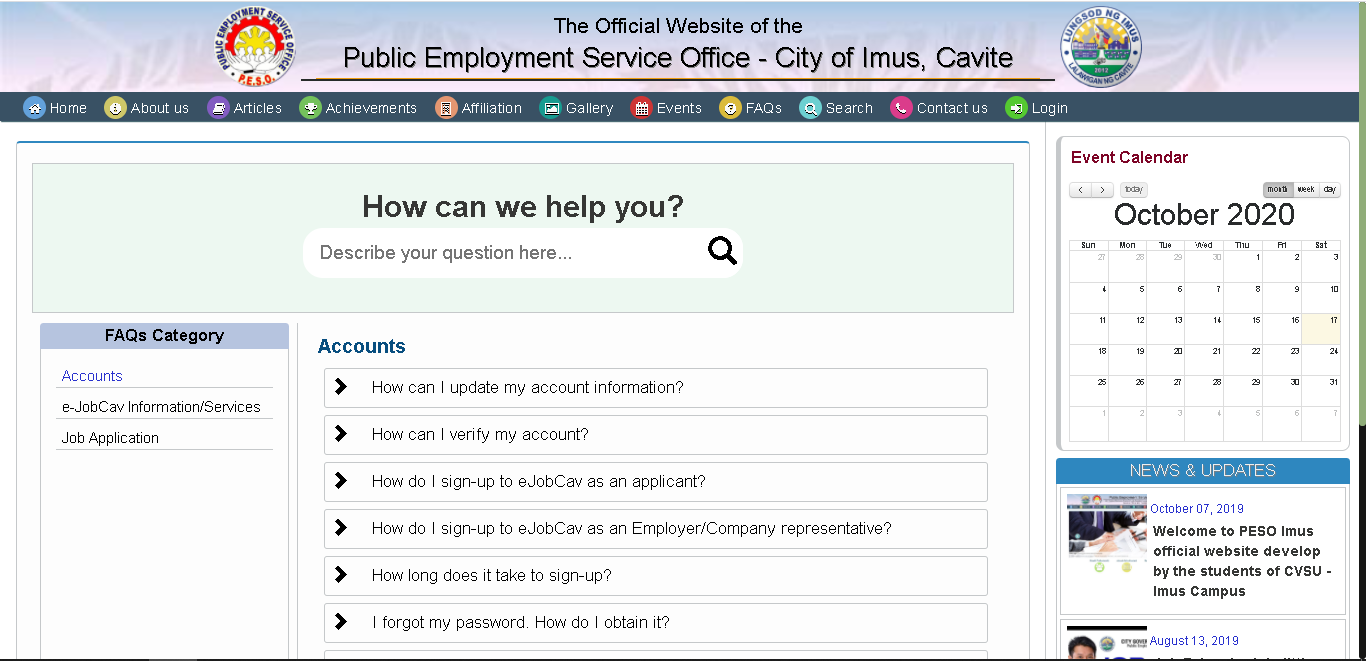 PUBLIC EMPLOYMENT SERVICE OFFICE
P.E.S.O.
The Official Website of the
Public Employment Service Office - City of Imus, Cavite
LUNGSOD NG IMUS
LALAWIGAN NG CAVITE
2012
Home About us Articles Achievements Affiliation Gallery Events FAQs Search Contact us Login
How can we help you?
Describe your question here...
FAQs Category
Accounts
e-JobCav Information/Services
Job Application
Accounts
How can I update my account information?
How can I verify my account?
How do I sign-up to eJobCav as an applicant?
How do I sign-up to eJobCav as an Employer/Company representative?
How long does it take to sign-up?
I forgot my password. How do I obtain it?
Event Calendar
today month week day
October 2020
Sun Mon Tue Wed Thu Fri Sat
27 28 29 30 1 2 3
4 5 6 7 8 9 10
11 12 13 14 15 16 17
18 19 20 21 22 23 24
25 26 27 28 29 30 31
1 2 3 4 5 6 7
NEWS & UPDATES
October 07, 2019
Welcome to PESO Imus
official website develop
by the students of CVSU -
Imus Campus
August 13, 2019